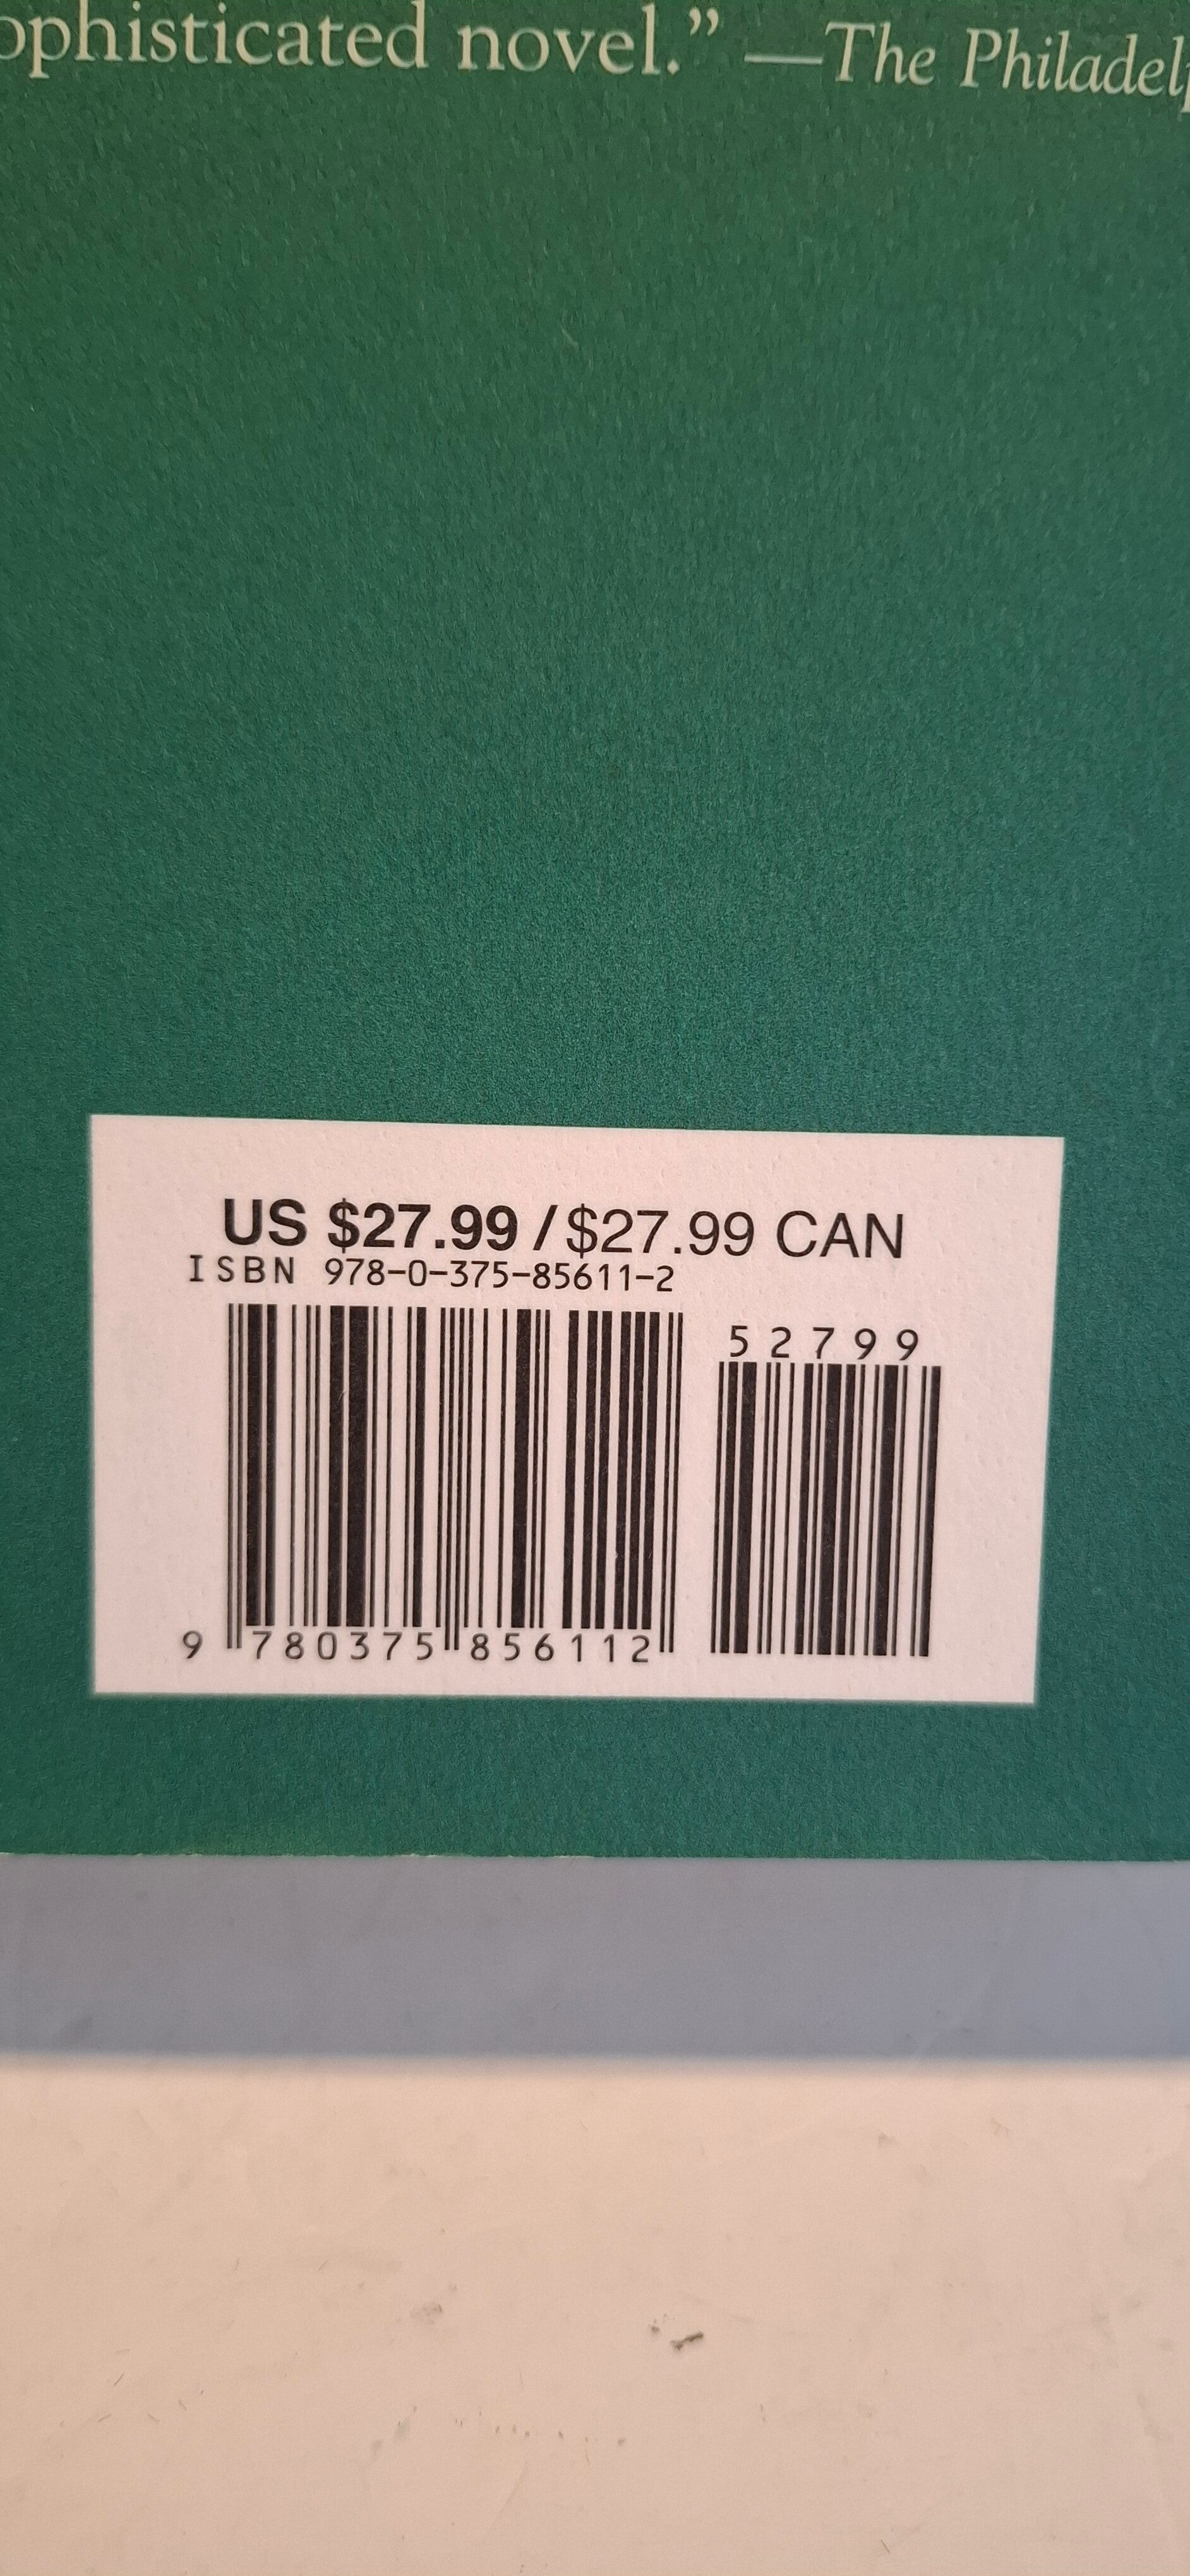 ophisticated novel.” —The Philadelp
US $27.99 / $27.99 CAN
ISBN 978-0-375-85611-2
52799
9 780375 856112